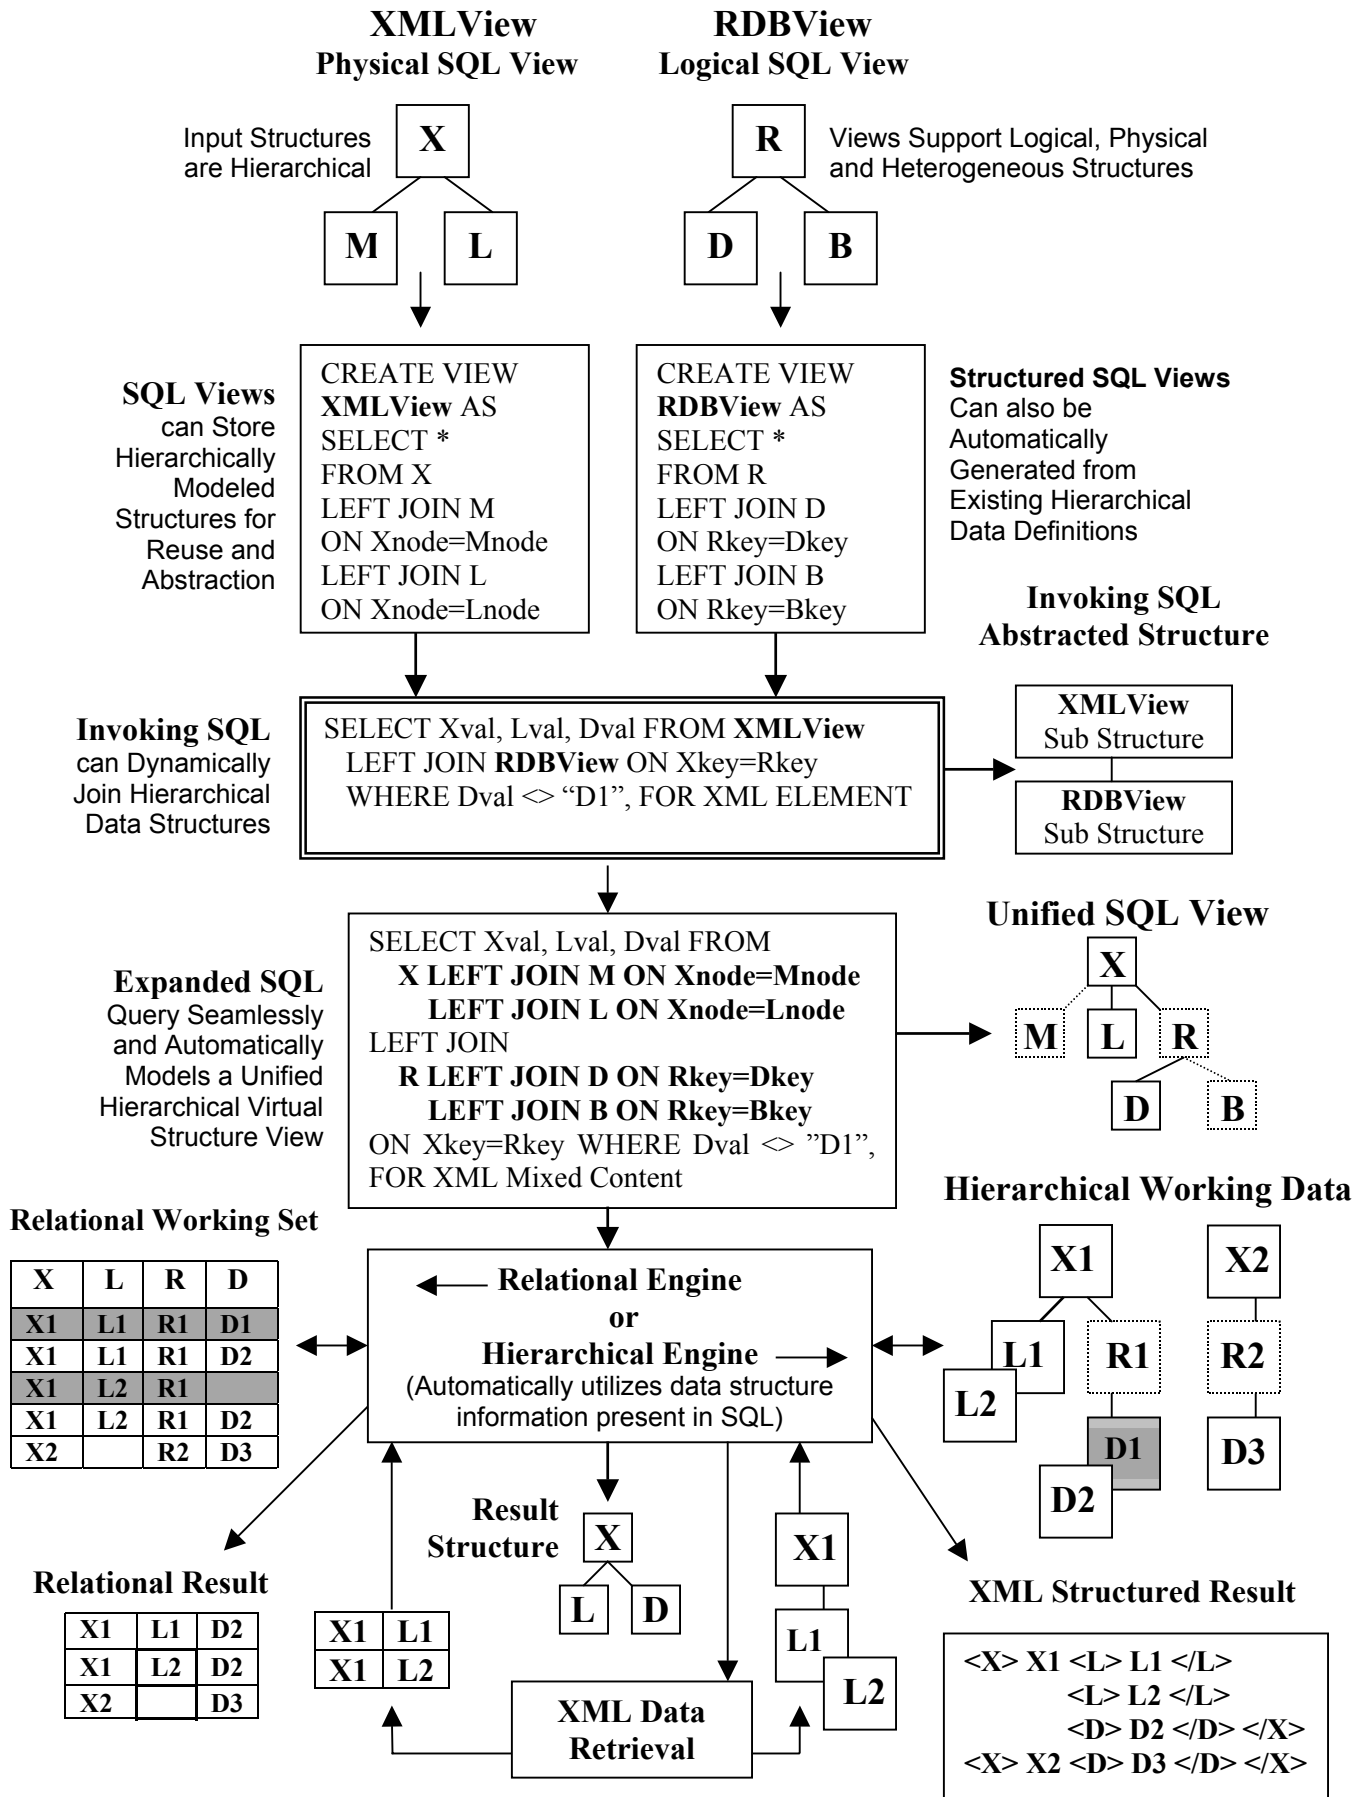 XMLView
Physical SQL View
RDBView
Logical SQL View
Input Structures
are Hierarchical
X
M
L
R
D
B
Views Support Logical, Physical
and Heterogeneous Structures
SQL Views
can Store
Hierarchically
Modeled
Structures for
Reuse and
Abstraction
CREATE VIEW
XMLView AS
SELECT *
FROM X
LEFT JOIN M
ON Xnode=Mnode
LEFT JOIN L
ON Xnode=Lnode
CREATE VIEW
RDBView AS
SELECT *
FROM R
LEFT JOIN D
ON Rkey=Dkey
LEFT JOIN B
ON Rkey=Bkey
Structured SQL Views
Can also be
Automatically
Generated from
Existing Hierarchical
Data Definitions
Invoking SQL
Abstracted Structure
XMLView
Sub Structure
RDBView
Sub Structure
Invoking SQL
can Dynamically
Join Hierarchical
Data Structures
SELECT Xval, Lval, Dval FROM XMLView
LEFT JOIN RDBView ON Xkey=Rkey
WHERE Dval <> “D1”, FOR XML ELEMENT
Expanded SQL
Query Seamlessly
and Automatically
Models a Unified
Hierarchical Virtual
Structure View
SELECT Xval, Lval, Dval FROM
X LEFT JOIN M ON Xnode=Mnode
LEFT JOIN L ON Xnode=Lnode
LEFT JOIN
R LEFT JOIN D ON Rkey=Dkey
LEFT JOIN B ON Rkey=Bkey
ON Xkey=Rkey WHERE Dval <> ”D1”,
FOR XML Mixed Content
Unified SQL View
X
M
L
R
D
B
Relational Working Set
X L R D
X1 L1 R1 D1
X1 L1 R1 D2
X1 L2 R1
X1 L2 R1 D2
X2 R2 D3
Relational Engine
or
Hierarchical Engine
(Automatically utilizes data structure
information present in SQL)
Hierarchical Working Data
X1
X2
L1
L2
R1
R2
D1
D2
D3
Relational Result
X1 L1 D2
X1 L2 D2
X2 D3
X1 L1
X1 L2
Result
Structure
X
L
D
XML Data
Retrieval
X1
L1
L2
XML Structured Result
<X> X1 <L> L1 </L>
<L> L2 </L>
<D> D2 </D> </X>
<X> X2 <D> D3 </D> </X>